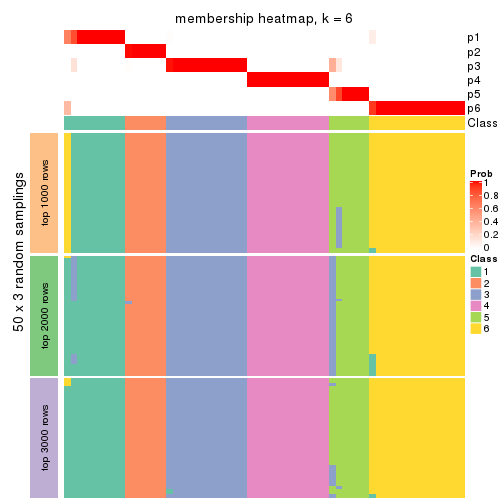 membership heatmap, k = 6
p1
p2
p3
p4
p5
p6
Class
50 x 3 random samplings
top 1000 rows
top 2000 rows
top 3000 rows
Prob
1
0.8
0.6
0.4
0.2
0
Class
1
2
3
4
5
6